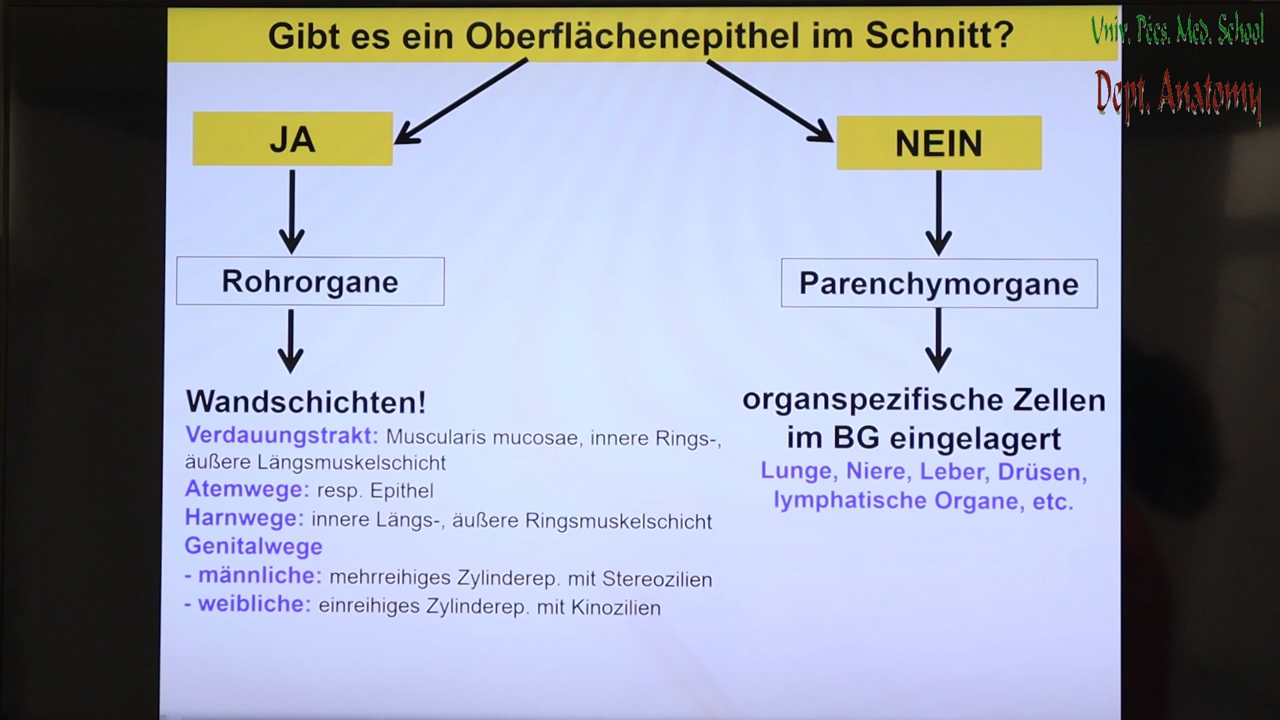 Gibt es ein Oberflächenepithel im Schnitt?
Univ. Pécs. Med. School
Dept. Anatomy
JA
NEIN
Rohrorgane
Parenchymorgane
Wandschichten!
Verdauungstrakt: Muscularis mucosae, innere Rings-,
äußere Längsmuskelschicht
Atemwege: resp. Epithel
Harnwege: innere Längs-, äußere Ringsmuskelschicht
Genitalwege
- männliche: mehrreihiges Zylinderep. mit Stereozilien
- weibliche: einreihiges Zylinderep. mit Kinozilien
organspezifische Zellen
im BG eingelagert
Lunge, Niere, Leber, Drüsen,
lymphatische Organe, etc.